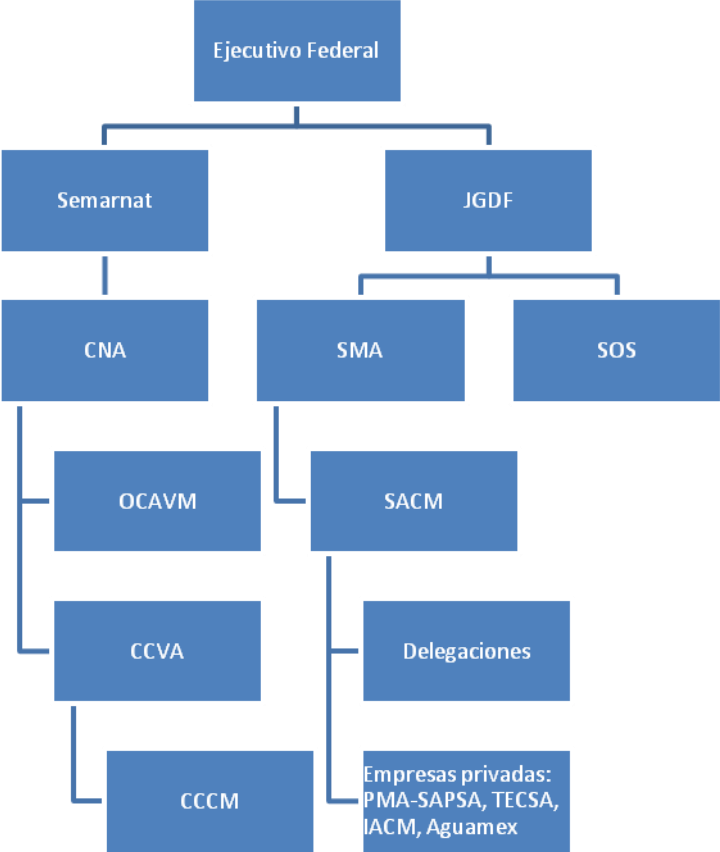 Ejecutivo Federal
Semarnat
JGDF
CNA
SMA
SOS
OCAVM
SACM
CCVA
Delegaciones
CCCM
Empresas privadas:
PMA-SAPSA, TECSA,
IACM, Aguamex